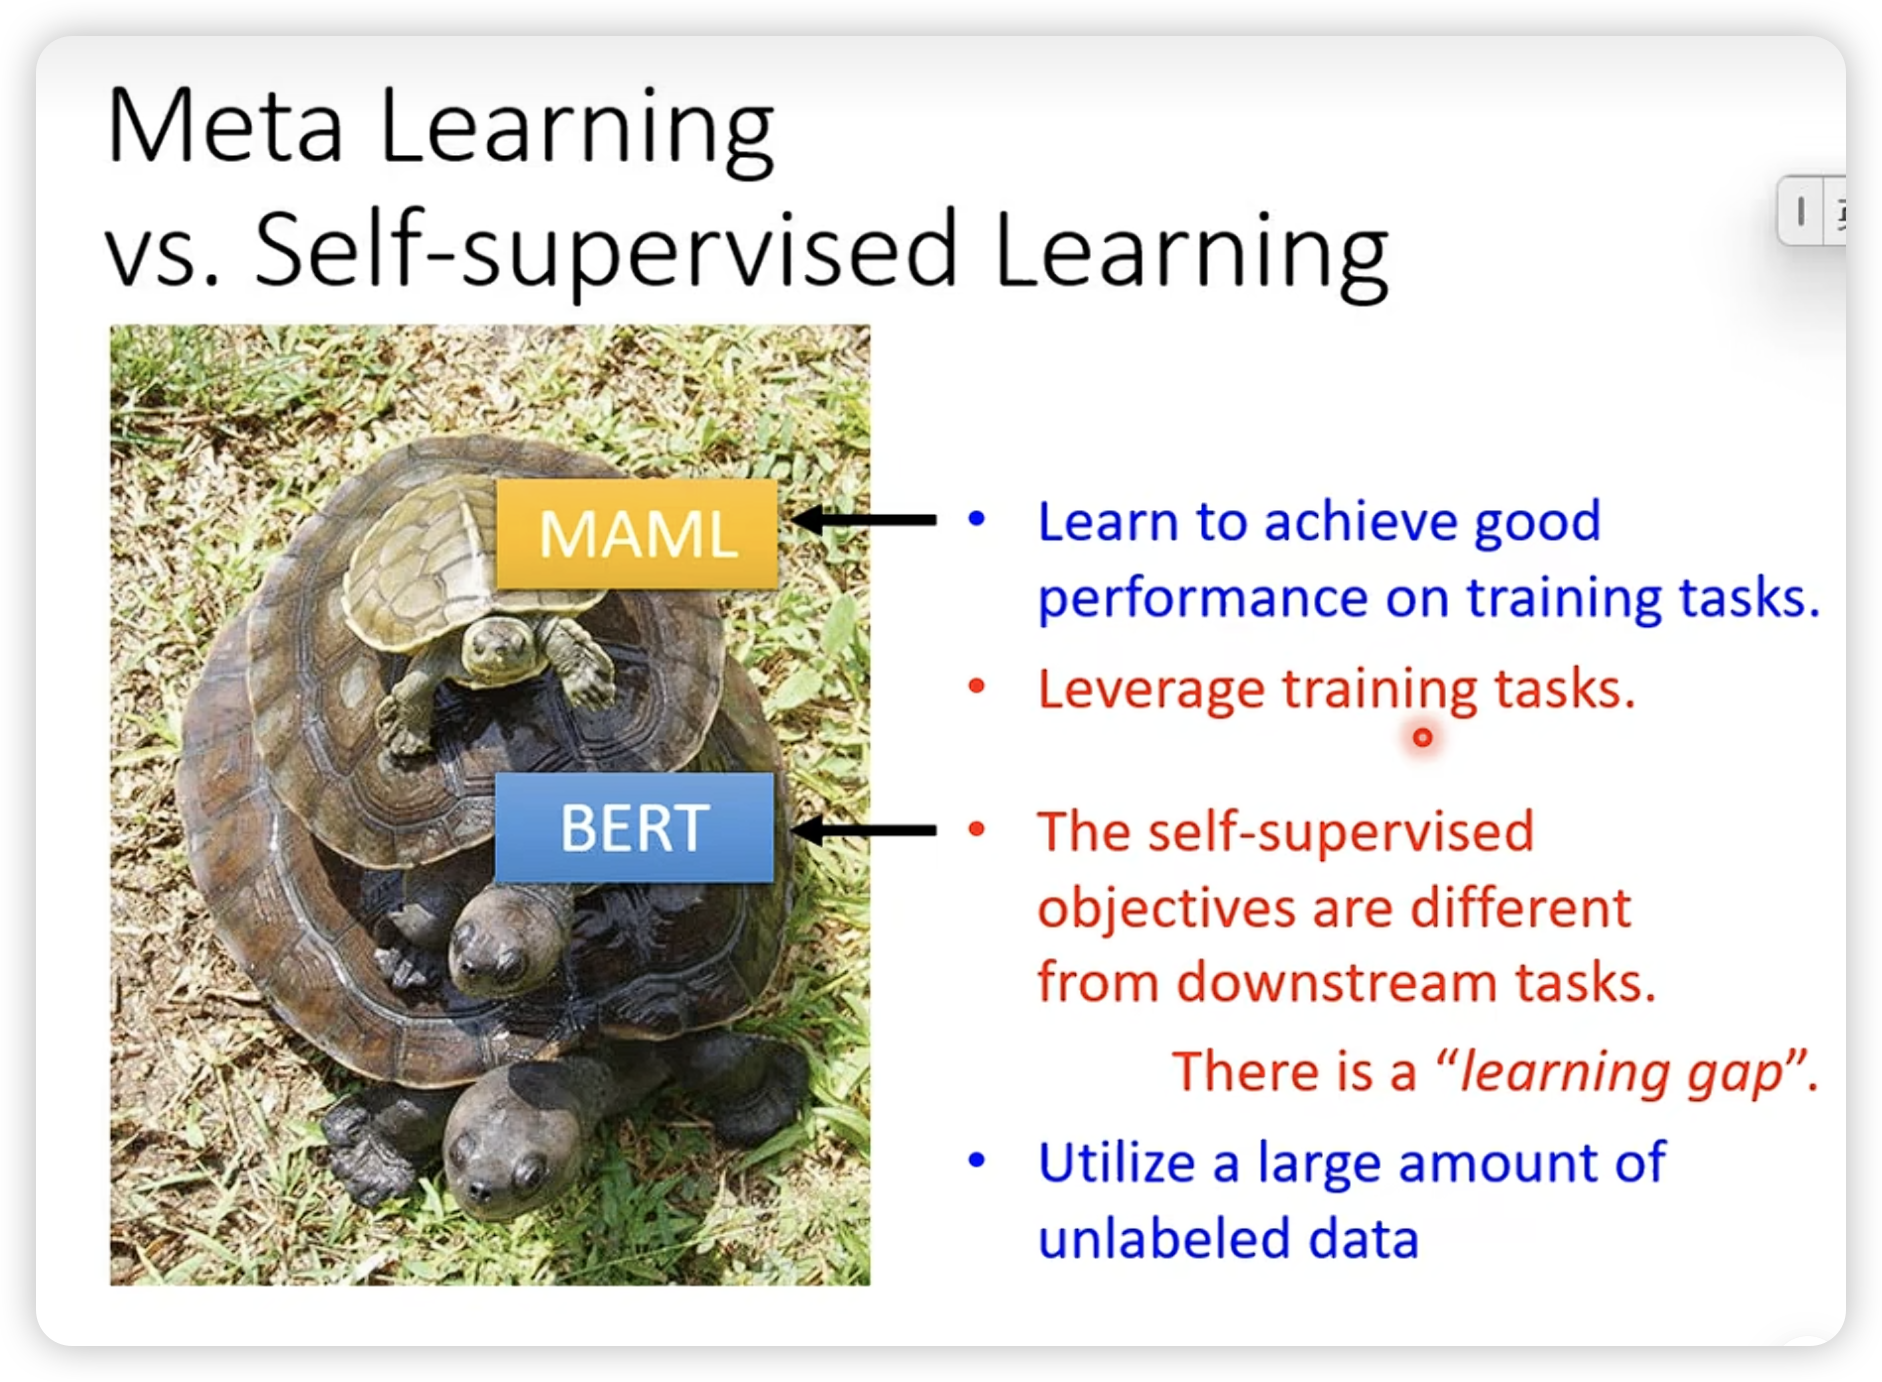 Meta Learning
vs. Self-supervised Learning
MAML
• Learn to achieve good
performance on training tasks.
• Leverage training tasks.
BERT
• The self-supervised
objectives are different
from downstream tasks.
There is a “learning gap”.
• Utilize a large amount of
unlabeled data